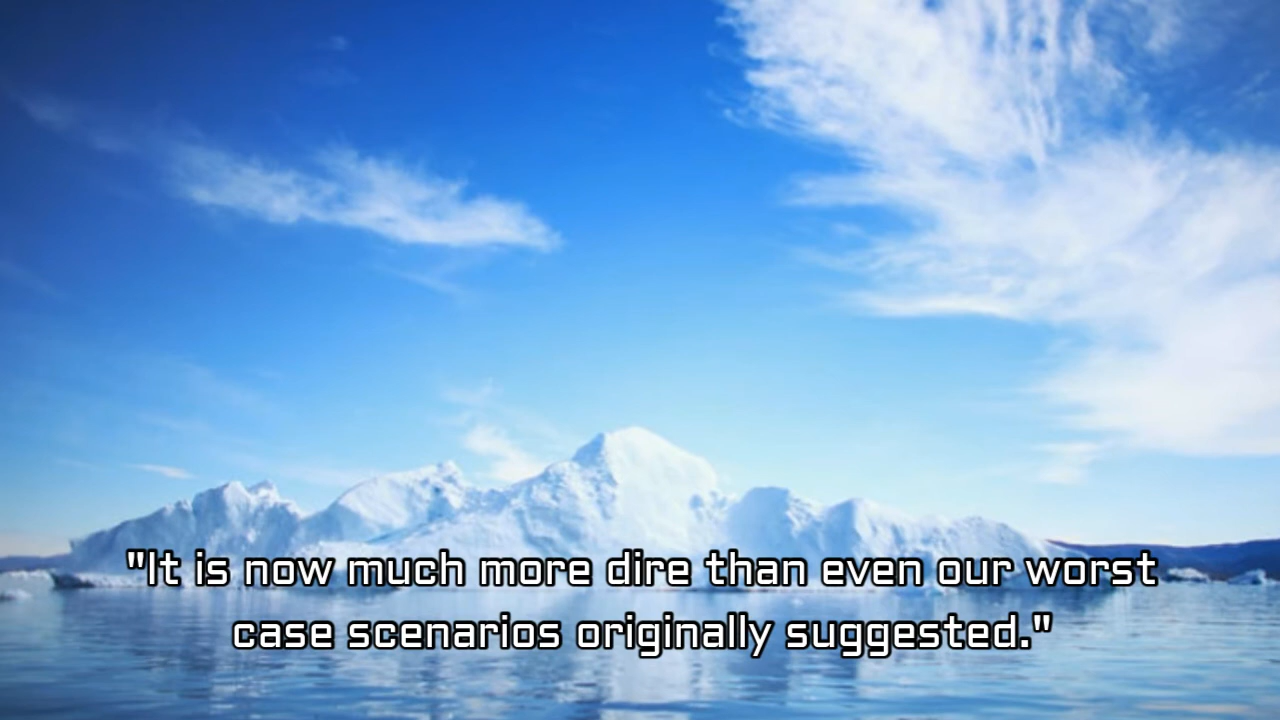 "It is now much more dire than even our worst
case scenarios originally suggested."